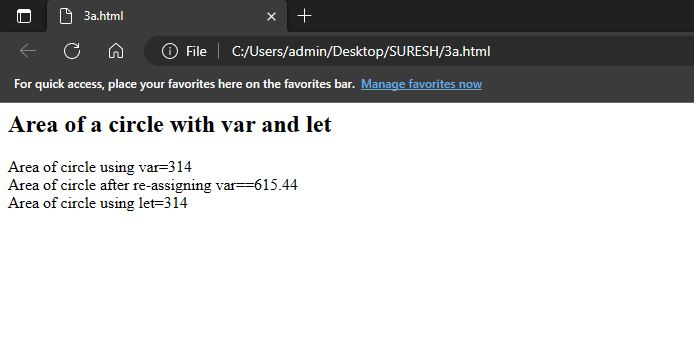 3a.html
File C:/Users/admin/Desktop/SURESH/3a.html
For quick access, place your favorites here on the favorites bar. Manage favorites now
Area of a circle with var and let
Area of circle using var=314
Area of circle after re-assigning var==615.44
Area of circle using let=314